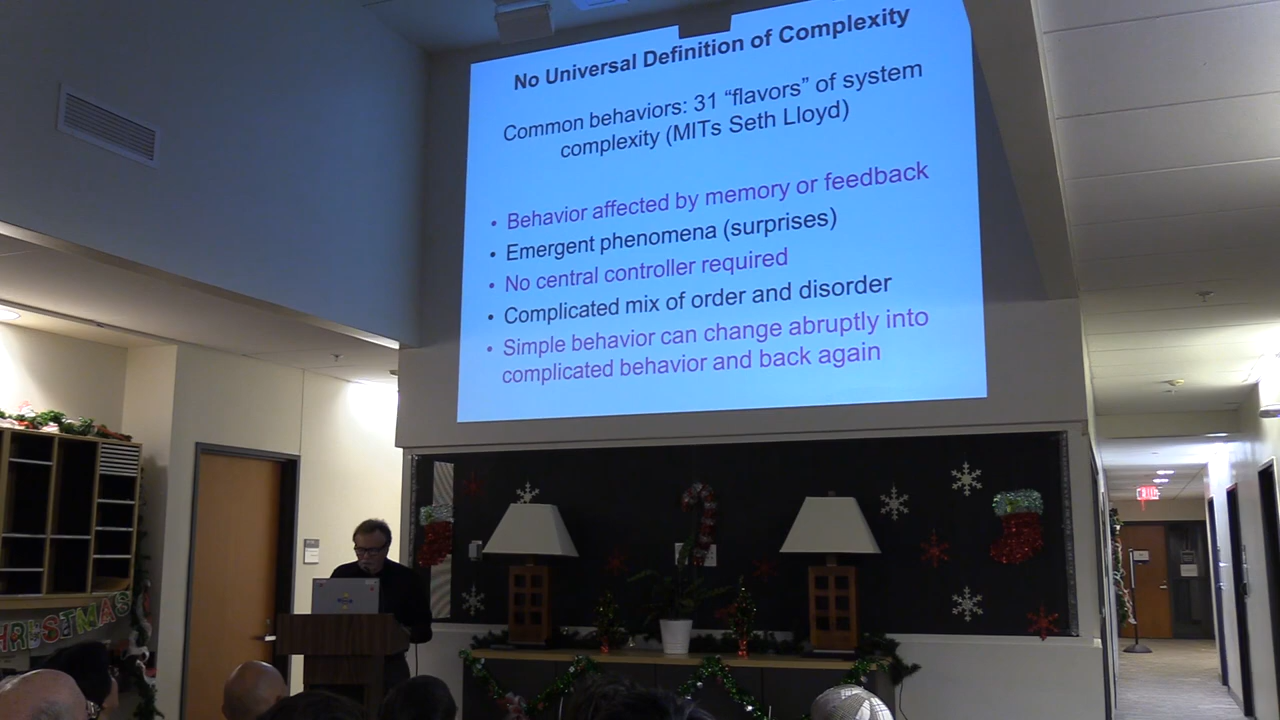 No Universal Definition of Complexity
Common behaviors: 31 “flavors” of system
complexity (MITs Seth Lloyd)
• Behavior affected by memory or feedback
• Emergent phenomena (surprises)
• No central controller required
• Complicated mix of order and disorder
• Simple behavior can change abruptly into
complicated behavior and back again
HRISTMAS
EXIT